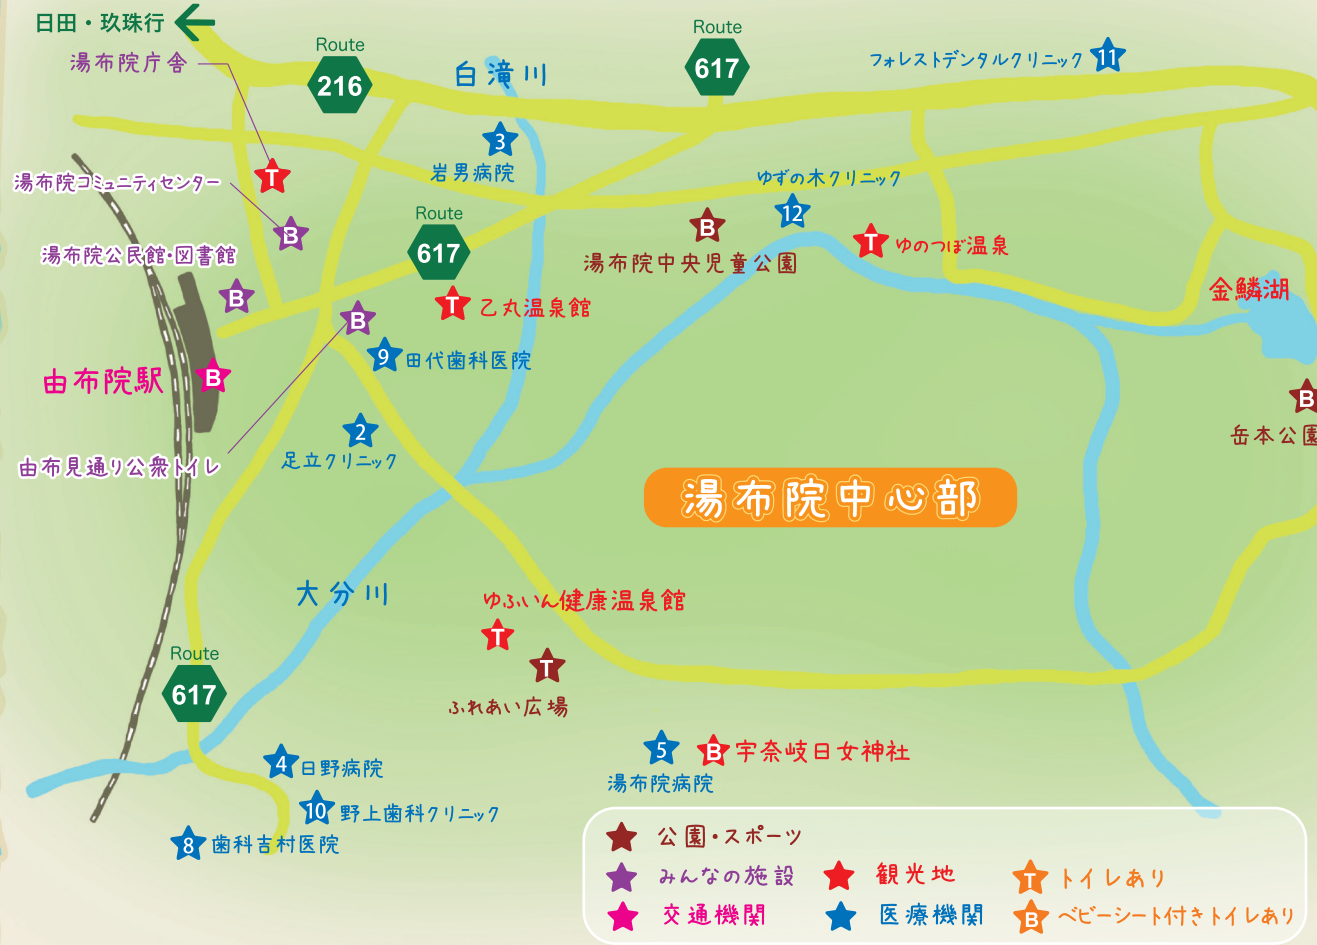 日田・玖珠行
湯布院庁舎
Route
216
白滝川
Route
617
フォレストデンタルクリニック
11
3
岩男病院
T
湯布院コミュニティセンター
B
ゆずの木クリニック
12
湯布院公民館・図書館
B
Route
617
B
湯布院中央児童公園
T
ゆのつぼ温泉
金鱗湖
T
乙丸温泉館
B
9
田代歯科医院
由布院駅
B
B
岳本公園
2
足立クリニック
由布見通り公衆トイレ
湯布院中心部
大分川
ゆふいん健康温泉館
T
T
ふれあい広場
Route
617
4
日野病院
5
湯布院病院
B
宇奈岐日女神社
10
野上歯科クリニック
8
歯科吉村医院
公園・スポーツ
みんなの施設
観光地
T
トイレあり
交通機関
医療機関
B
ベビーシート付きトイレあり